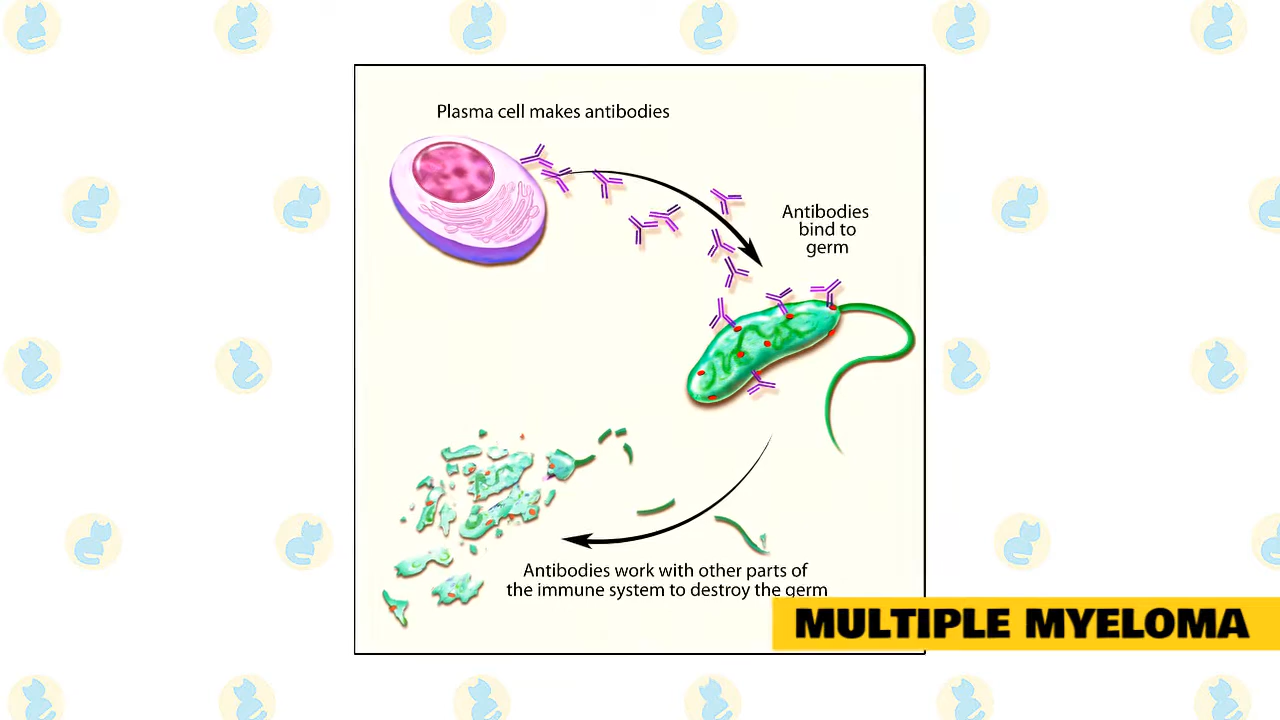 Plasma cell makes antibodies
Antibodies
bind to
germ
Antibodies work with other parts of
the immune system to destroy the germ
MULTIPLE MYELOMA